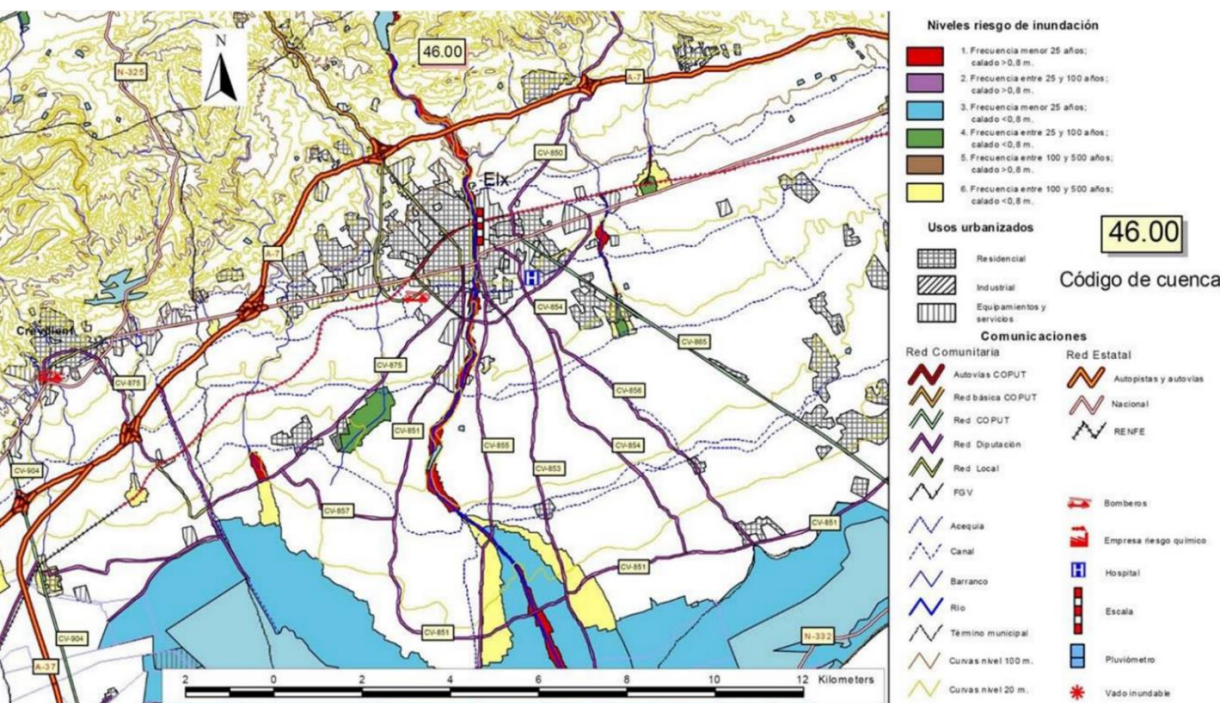 46.00
N
N-325
A-7
CV-850
Elx
A-7
Crevillent
CV-854
CV-865
CV-875
CV-875
CV-856
CV-851
CV-855
CV-854
CV-853
CV-904
CV-857
CV-851
CV-851
CV-904
CV-851
N-332
A-37
2 0 2 4 6 8 10 12 Kilometers
Niveles riesgo de inundación
1. Frecuencia menor 25 años;
calado >0,8 m.
2. Frecuencia entre 25 y 100 años;
calado >0,8 m.
3. Frecuencia menor 25 años;
calado <0,8 m.
4. Frecuencia entre 25 y 100 años;
calado <0,8 m.
5. Frecuencia entre 100 y 500 años;
calado >0,8 m.
6. Frecuencia entre 100 y 500 años;
calado <0,8 m.
Usos urbanizados
Residencial
Industrial
Equipamientos y
servicios
46.00
Código de cuenca
Comunicaciones
Red Comunitaria
Autovías COPUT
Red básica COPUT
Red COPUT
Red Diputación
Red Local
FGV
Acequia
Canal
Barranco
Río
Término municipal
Curvas nivel 100 m.
Curvas nivel 20 m.
Red Estatal
Autopistas y autovías
Nacional
RENFE
Bomberos
Empresa riesgo químico
H Hospital
Escala
Pluviómetro
Vado inundable